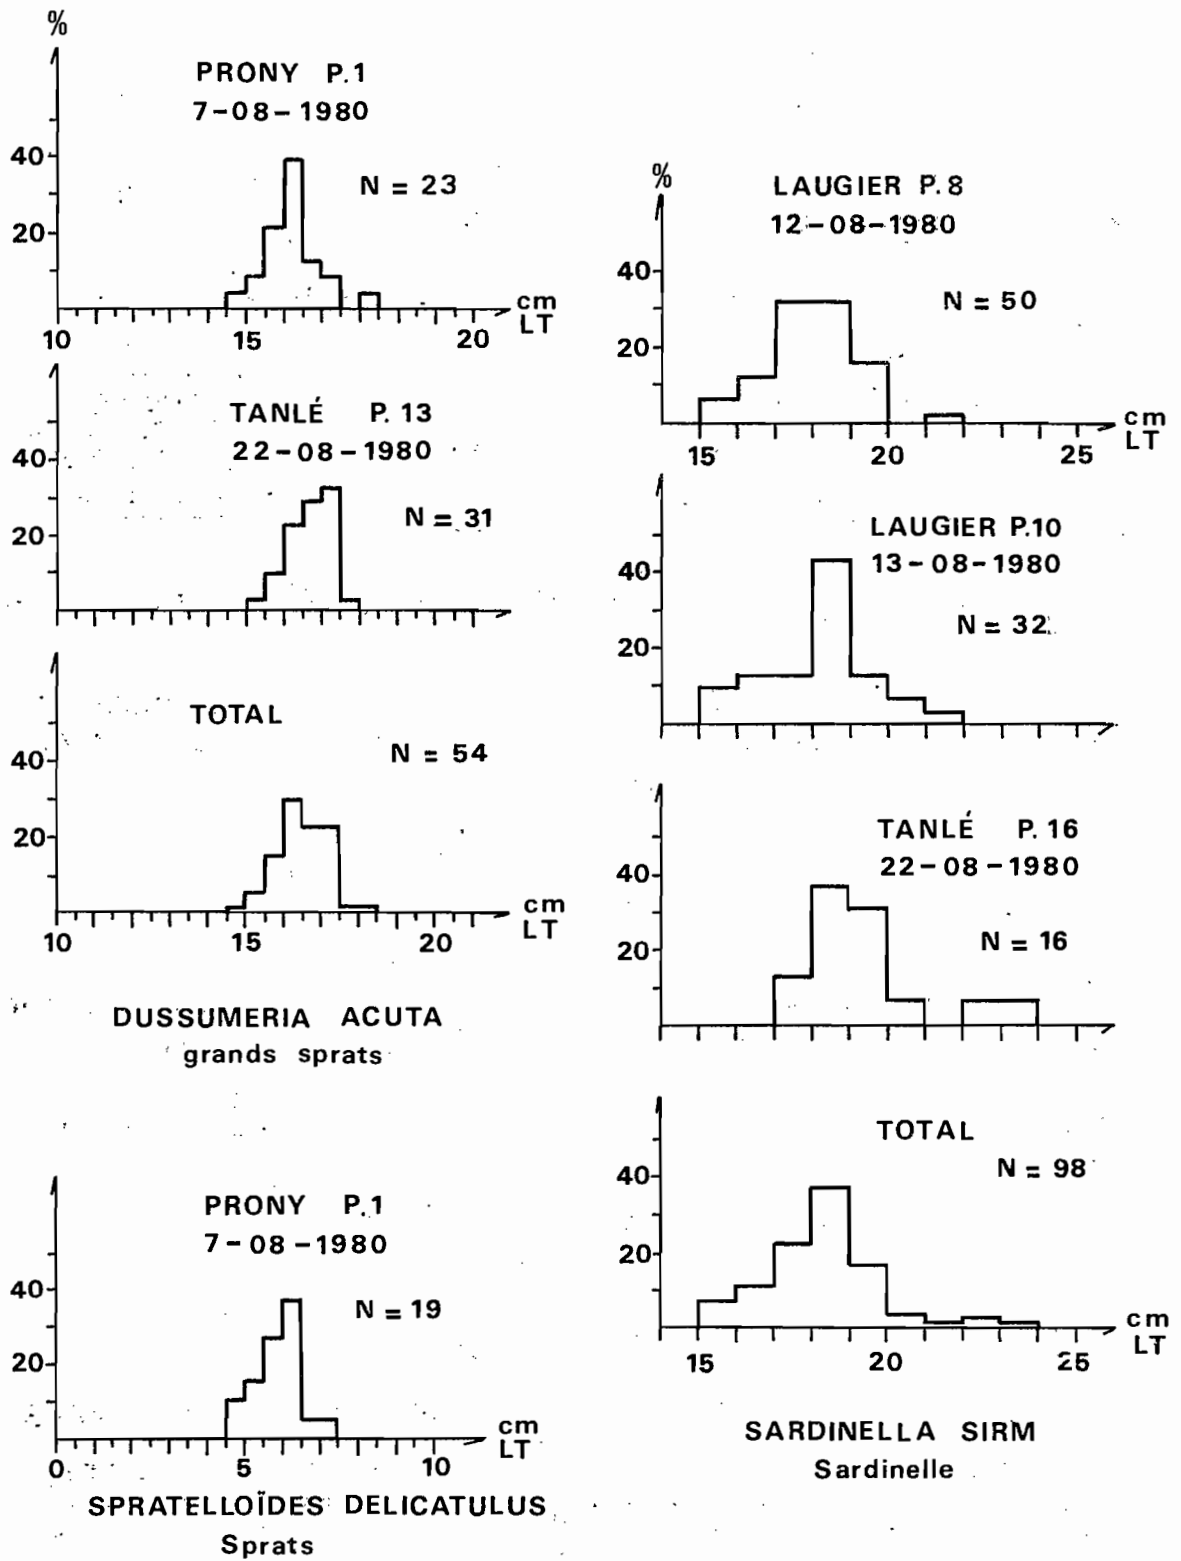 %
PRONY P.1
7-08-1980
N = 23
40
20
cm
LT
10 15 20
TANLÉ P. 13
22-08-1980
N = 31
40
20
TOTAL
N = 54
40
20
cm
LT
10 15 20
DUSSUMERIA ACUTA
grands sprats
PRONY P.1
7-08-1980
N = 19
40
20
cm
LT
0 5 10
SPRATELLOÏDES DELICATULUS
Sprats
%
LAUGIER P. 8
12-08-1980
N = 50
40
20
cm
LT
15 20 25
LAUGIER P.10
13-08-1980
N = 32
40
20
TANLÉ P. 16
22-08-1980
N = 16
40
20
TOTAL
N = 98
40
20
cm
LT
15 20 25
SARDINELLA SIRM
Sardinelle